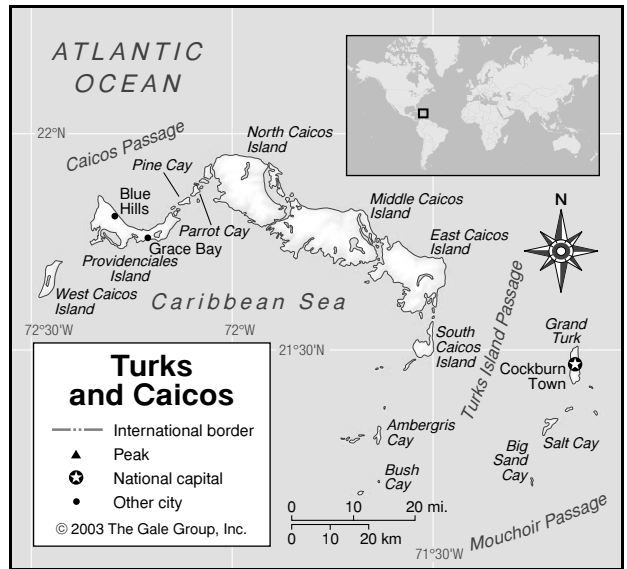 ATLANTIC
OCEAN
22°N
Caicos Passage
North Caicos
Island
Pine Cay
Blue
Hills
Parrot Cay
Grace Bay
Providenciales
Island
West Caicos
Island
Middle Caicos
Island
East Caicos
Island
N
Caribbean Sea
72°30'W
72°W
21°30'N
South
Caicos
Island
Turks Island Passage
Grand
Turk
Cockburn
Town
Ambergris
Cay
Salt Cay
Big
Sand
Cay
Bush
Cay
Mouchoir Passage
71°30'W
0 10 20 mi.
0 10 20 km
Turks
and Caicos
International border
Peak
National capital
Other city
© 2003 The Gale Group, Inc.